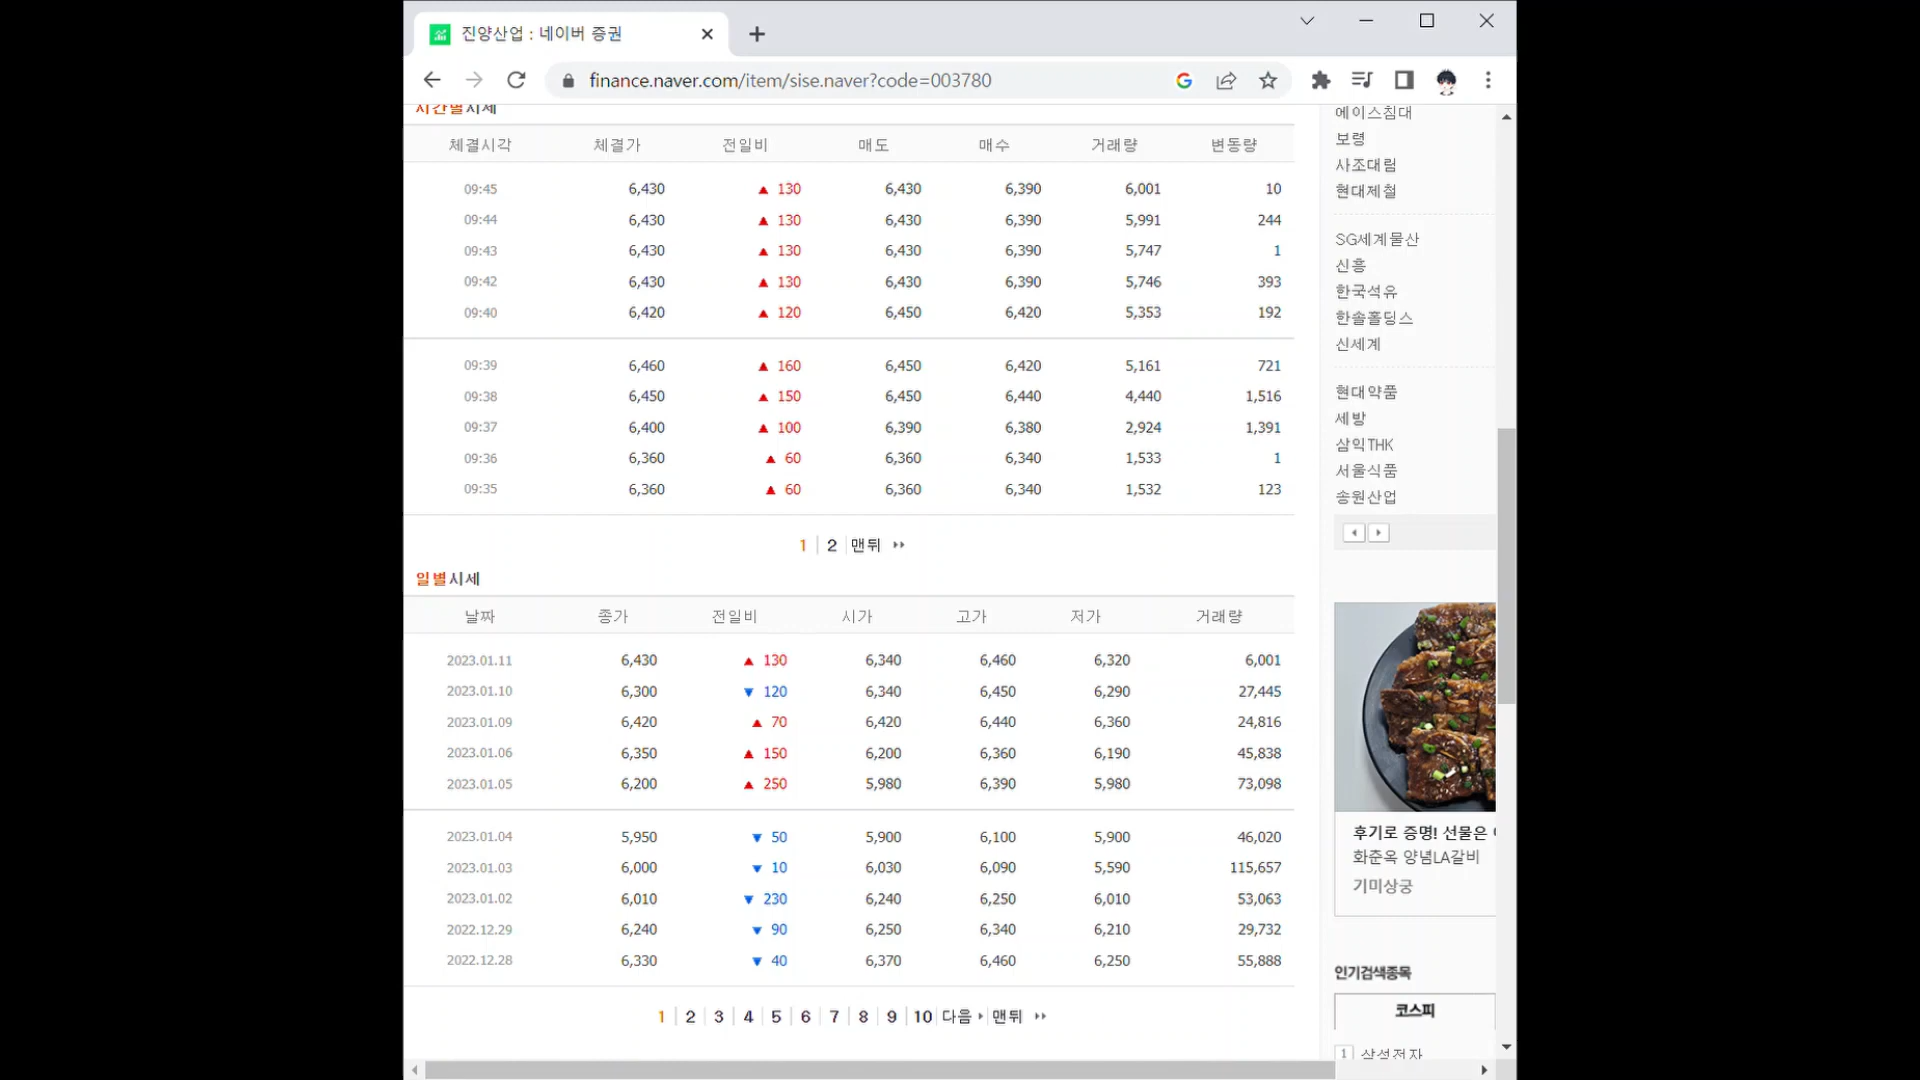 진양산업 : 네이버 증권
finance.naver.com/item/sise.naver?code=003780
시간별시세
체결시각 체결가 전일비 매도 매수 거래량 변동량
09:45 6,430 ▲ 130 6,430 6,390 6,001 10
09:44 6,430 ▲ 130 6,430 6,390 5,991 244
09:43 6,430 ▲ 130 6,430 6,390 5,747 1
09:42 6,430 ▲ 130 6,430 6,390 5,746 393
09:40 6,420 ▲ 120 6,450 6,420 5,353 192
09:39 6,460 ▲ 160 6,450 6,420 5,161 721
09:38 6,450 ▲ 150 6,450 6,440 4,440 1,516
09:37 6,400 ▲ 100 6,390 6,380 2,924 1,391
09:36 6,360 ▲ 60 6,360 6,340 1,533 1
09:35 6,360 ▲ 60 6,360 6,340 1,532 123
1 2 맨뒤
일별시세
날짜 종가 전일비 시가 고가 저가 거래량
2023.01.11 6,430 ▲ 130 6,340 6,460 6,320 6,001
2023.01.10 6,300 ▼ 120 6,340 6,450 6,290 27,445
2023.01.09 6,420 ▲ 70 6,420 6,440 6,360 24,816
2023.01.06 6,350 ▲ 150 6,200 6,360 6,190 45,838
2023.01.05 6,200 ▲ 250 5,980 6,390 5,980 73,098
2023.01.04 5,950 ▼ 50 5,900 6,100 5,900 46,020
2023.01.03 6,000 ▼ 10 6,030 6,090 5,590 115,657
2023.01.02 6,010 ▼ 230 6,240 6,250 6,010 53,063
2022.12.29 6,240 ▼ 90 6,250 6,340 6,210 29,732
2022.12.28 6,330 ▼ 40 6,370 6,460 6,250 55,888
1 2 3 4 5 6 7 8 9 10 다음 맨뒤
에이스침대
보령
사조대림
현대제철
SG세계물산
신흥
한국석유
한솔홀딩스
신세계
현대약품
세방
삼익THK
서울식품
송원산업
후기로 증명! 선물은
화준옥 양념LA갈비
기미상궁
인기검색종목
코스피
1 삼성전자